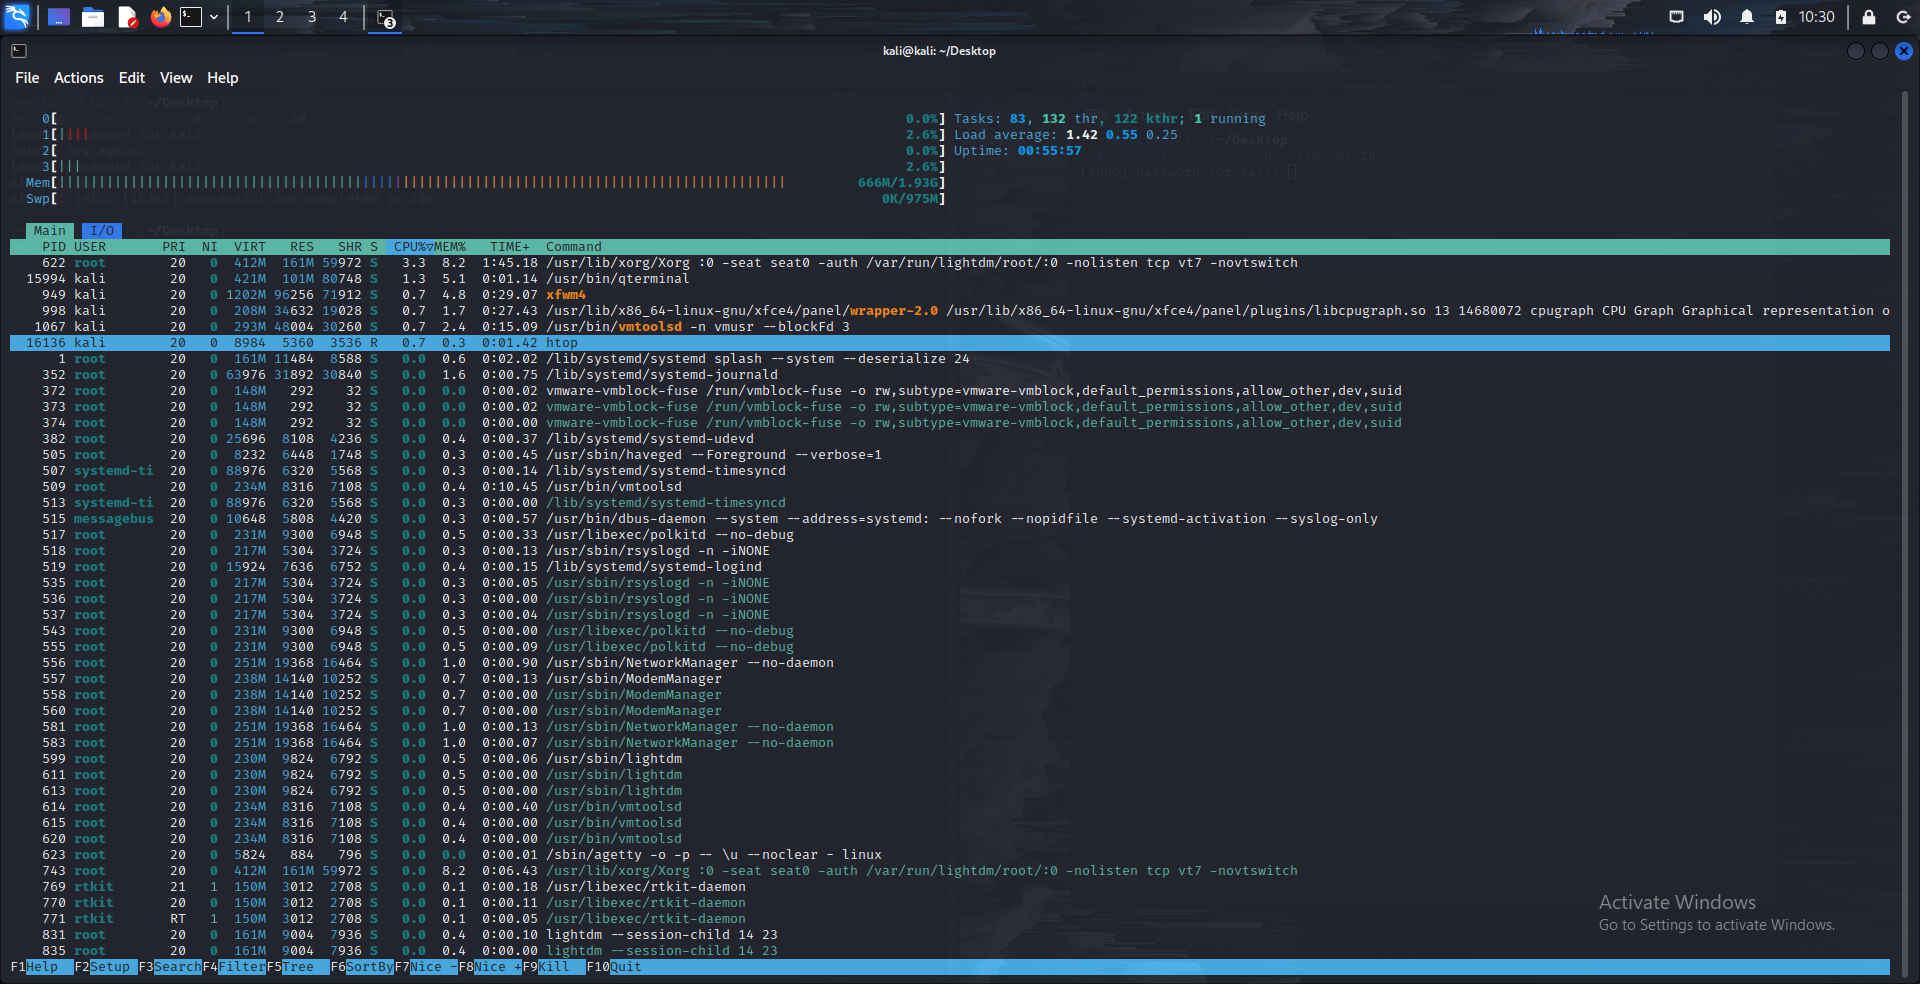 1 2 3 4 3 10:30
kali@kali: ~/Desktop
File Actions Edit View Help
0[ 0.0%] Tasks: 83, 132 thr, 122 kthr; 1 running
1[|||| 2.6%] Load average: 1.42 0.55 0.25
2[ 0.0%] Uptime: 00:55:57
3[||| 2.6%]
Mem[ 666M/1.93G]
Swp[ 0K/975M]
Main I/O
PID USER PRI NI VIRT RES SHR S CPU%▽MEM% TIME+ Command
622 root 20 0 412M 161M 59972 S 3.3 8.2 1:45.18 /usr/lib/xorg/Xorg :0 -seat seat0 -auth /var/run/lightdm/root/:0 -nolisten tcp vt7 -novtswitch
15994 kali 20 0 421M 101M 80748 S 1.3 5.1 0:01.14 /usr/bin/qterminal
949 kali 20 0 1202M 96256 71912 S 0.7 4.8 0:29.07 xfwm4
998 kali 20 0 208M 34632 19028 S 0.7 1.7 0:27.43 /usr/lib/x86_64-linux-gnu/xfce4/panel/wrapper-2.0 /usr/lib/x86_64-linux-gnu/xfce4/panel/plugins/libcpugraph.so 13 14680072 cpugraph CPU Graph Graphical representation o
1067 kali 20 0 293M 48004 30260 S 0.7 2.4 0:15.09 /usr/bin/vmtoolsd -n vmusr --blockFd 3
16136 kali 20 0 8984 5360 3536 R 0.7 0.3 0:01.42 htop
1 root 20 0 161M 11484 8588 S 0.0 0.6 0:02.02 /lib/systemd/systemd splash --system --deserialize 24
352 root 20 0 63976 31892 30840 S 0.0 1.6 0:00.75 /lib/systemd/systemd-journald
372 root 20 0 148M 292 32 S 0.0 0.0 0:00.02 vmware-vmblock-fuse /run/vmblock-fuse -o rw,subtype=vmware-vmblock,default_permissions,allow_other,dev,suid
373 root 20 0 148M 292 32 S 0.0 0.0 0:00.02 vmware-vmblock-fuse /run/vmblock-fuse -o rw,subtype=vmware-vmblock,default_permissions,allow_other,dev,suid
374 root 20 0 148M 292 32 S 0.0 0.0 0:00.00 vmware-vmblock-fuse /run/vmblock-fuse -o rw,subtype=vmware-vmblock,default_permissions,allow_other,dev,suid
382 root 20 0 25696 8108 4236 S 0.0 0.4 0:00.37 /lib/systemd/systemd-udevd
505 root 20 0 8232 6448 1748 S 0.0 0.3 0:00.45 /usr/sbin/haveged --Foreground --verbose=1
507 systemd-ti 20 0 88976 6320 5568 S 0.0 0.3 0:00.14 /lib/systemd/systemd-timesyncd
509 root 20 0 234M 8316 7108 S 0.0 0.4 0:10.45 /usr/bin/vmtoolsd
513 systemd-ti 20 0 88976 6320 5568 S 0.0 0.3 0:00.00 /lib/systemd/systemd-timesyncd
515 messagebus 20 0 10648 5808 4420 S 0.0 0.3 0:00.57 /usr/bin/dbus-daemon --system --address=systemd: --nofork --nopidfile --systemd-activation --syslog-only
517 root 20 0 231M 9300 6948 S 0.0 0.5 0:00.33 /usr/libexec/polkitd --no-debug
518 root 20 0 217M 5304 3724 S 0.0 0.3 0:00.13 /usr/sbin/rsyslogd -n -iNONE
519 root 20 0 15924 7636 6752 S 0.0 0.4 0:00.15 /lib/systemd/systemd-logind
535 root 20 0 217M 5304 3724 S 0.0 0.3 0:00.05 /usr/sbin/rsyslogd -n -iNONE
536 root 20 0 217M 5304 3724 S 0.0 0.3 0:00.00 /usr/sbin/rsyslogd -n -iNONE
537 root 20 0 217M 5304 3724 S 0.0 0.3 0:00.04 /usr/sbin/rsyslogd -n -iNONE
543 root 20 0 231M 9300 6948 S 0.0 0.5 0:00.00 /usr/libexec/polkitd --no-debug
555 root 20 0 231M 9300 6948 S 0.0 0.5 0:00.09 /usr/libexec/polkitd --no-debug
556 root 20 0 251M 19368 16464 S 0.0 1.0 0:00.90 /usr/sbin/NetworkManager --no-daemon
557 root 20 0 238M 14140 10252 S 0.0 0.7 0:00.13 /usr/sbin/ModemManager
558 root 20 0 238M 14140 10252 S 0.0 0.7 0:00.00 /usr/sbin/ModemManager
560 root 20 0 238M 14140 10252 S 0.0 0.7 0:00.00 /usr/sbin/ModemManager
581 root 20 0 251M 19368 16464 S 0.0 1.0 0:00.13 /usr/sbin/NetworkManager --no-daemon
583 root 20 0 251M 19368 16464 S 0.0 1.0 0:00.07 /usr/sbin/NetworkManager --no-daemon
599 root 20 0 230M 9824 6792 S 0.0 0.5 0:00.06 /usr/sbin/lightdm
611 root 20 0 230M 9824 6792 S 0.0 0.5 0:00.00 /usr/sbin/lightdm
613 root 20 0 230M 9824 6792 S 0.0 0.5 0:00.00 /usr/sbin/lightdm
614 root 20 0 234M 8316 7108 S 0.0 0.4 0:00.40 /usr/bin/vmtoolsd
615 root 20 0 234M 8316 7108 S 0.0 0.4 0:00.00 /usr/bin/vmtoolsd
620 root 20 0 234M 8316 7108 S 0.0 0.4 0:00.00 /usr/bin/vmtoolsd
623 root 20 0 5824 884 796 S 0.0 0.0 0:00.01 /sbin/agetty -o -p -- \u --noclear - linux
743 root 20 0 412M 161M 59972 S 0.0 8.2 0:06.43 /usr/lib/xorg/Xorg :0 -seat seat0 -auth /var/run/lightdm/root/:0 -nolisten tcp vt7 -novtswitch
769 rtkit 21 1 150M 3012 2708 S 0.0 0.1 0:00.18 /usr/libexec/rtkit-daemon
770 rtkit 20 0 150M 3012 2708 S 0.0 0.1 0:00.11 /usr/libexec/rtkit-daemon
771 rtkit RT 1 150M 3012 2708 S 0.0 0.1 0:00.05 /usr/libexec/rtkit-daemon
831 root 20 0 161M 9004 7936 S 0.0 0.4 0:00.10 lightdm --session-child 14 23
835 root 20 0 161M 9004 7936 S 0.0 0.4 0:00.00 lightdm --session-child 14 23
F1Help F2Setup F3SearchF4FilterF5Tree F6SortByF7Nice -F8Nice +F9Kill F10Quit
Activate Windows
Go to Settings to activate Windows.